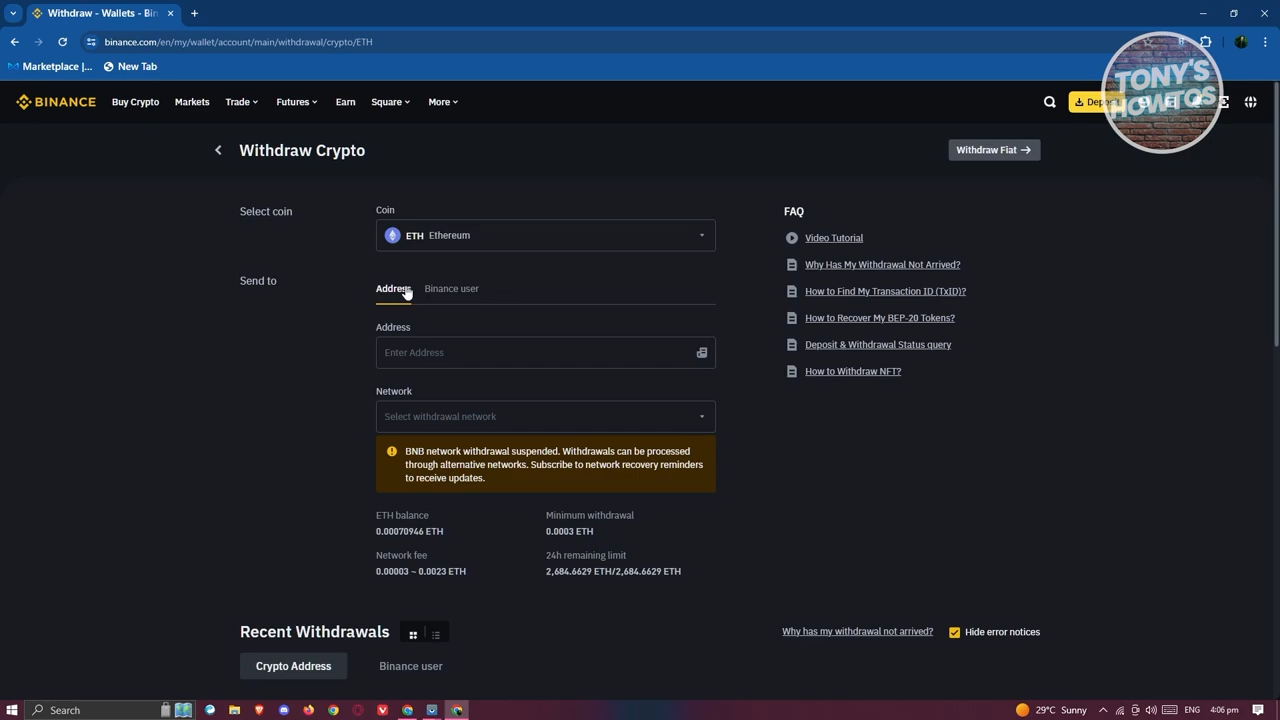 Withdraw - Wallets - Bin
binance.com/en/my/wallet/account/main/withdrawal/crypto/ETH
Marketplace |...
New Tab
BINANCE
Buy Crypto
Markets
Trade
Futures
Earn
Square
More
Deposit
TONY'S
HOWTOS
Withdraw Crypto
Withdraw Fiat →
Select coin
Coin
ETH Ethereum
Send to
Address
Binance user
Address
Enter Address
Network
Select withdrawal network
BNB network withdrawal suspended. Withdrawals can be processed
through alternative networks. Subscribe to network recovery reminders
to receive updates.
ETH balance
0.00070946 ETH
Minimum withdrawal
0.0003 ETH
Network fee
0.00003 ~ 0.0023 ETH
24h remaining limit
2,684.6629 ETH/2,684.6629 ETH
FAQ
Video Tutorial
Why Has My Withdrawal Not Arrived?
How to Find My Transaction ID (TxID)?
How to Recover My BEP-20 Tokens?
Deposit & Withdrawal Status query
How to Withdraw NFT?
Recent Withdrawals
Why has my withdrawal not arrived?
Hide error notices
Crypto Address
Binance user
Search
29°C Sunny
ENG
4:06 pm